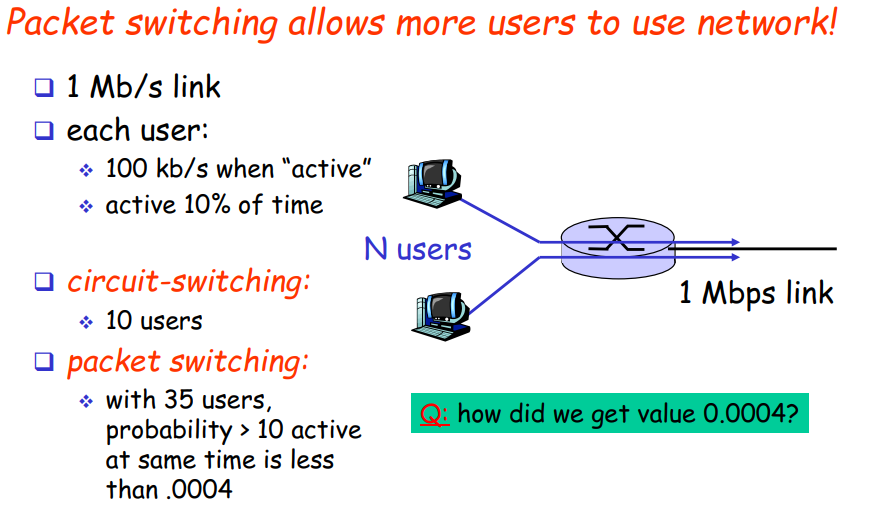 Packet switching allows more users to use network!
1 Mb/s link
each user:
100 kb/s when “active”
active 10% of time
circuit-switching:
10 users
packet switching:
with 35 users,
probability > 10 active
at same time is less
than .0004
N users
1 Mbps link
Q: how did we get value 0.0004?